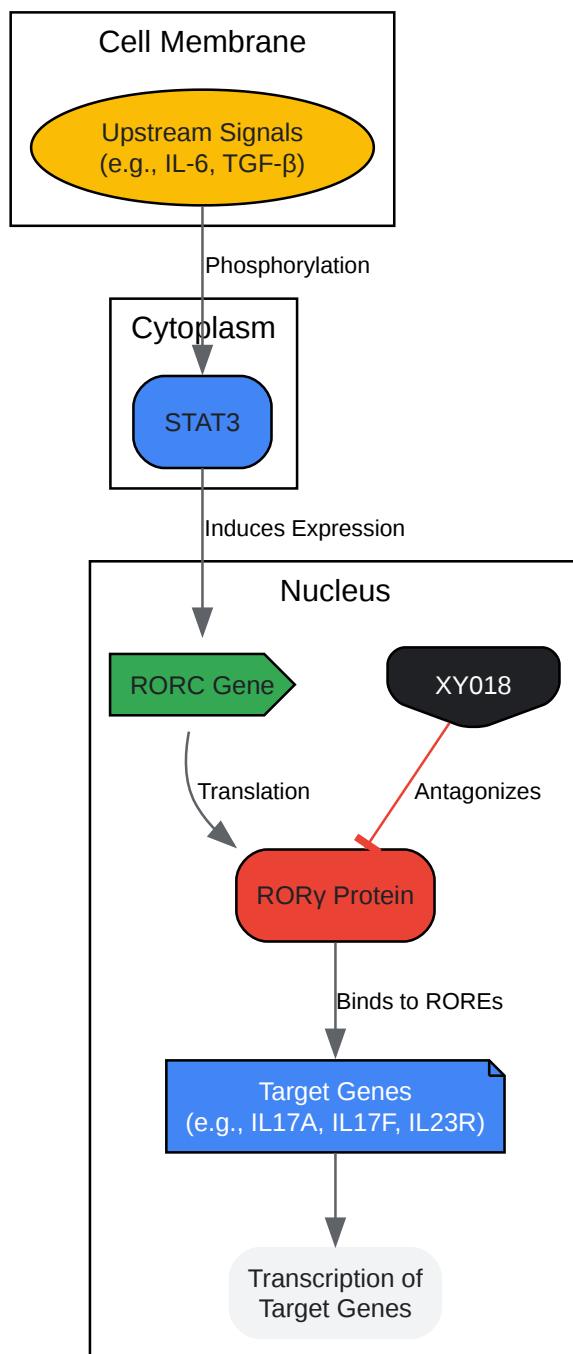 Cell Membrane
Upstream Signals
(e.g., IL-6, TGF-β)
Phosphorylation
Cytoplasm
STAT3
Induces Expression
Nucleus
RORC Gene
XY018
Translation
Antagonizes
RORγ Protein
Binds to ROREs
Target Genes
(e.g., IL17A, IL17F, IL23R)
Transcription of
Target Genes